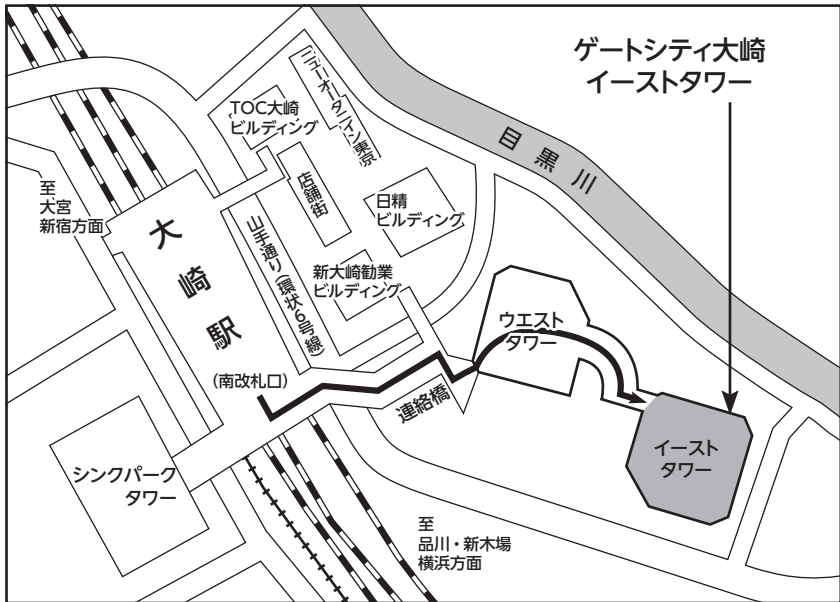 ゲートシティ大崎
イーストタワー
目黒川
ニューオータニイン東京
TOC大崎
ビルディング
店舗街
日精
ビルディング
至
大宮
新宿方面
大崎駅
山手通り(環状6号線)
新大崎勧業
ビルディング
ウエスト
タワー
(南改札口)
連絡橋
シンクパーク
タワー
イースト
タワー
至
品川・新木場
横浜方面